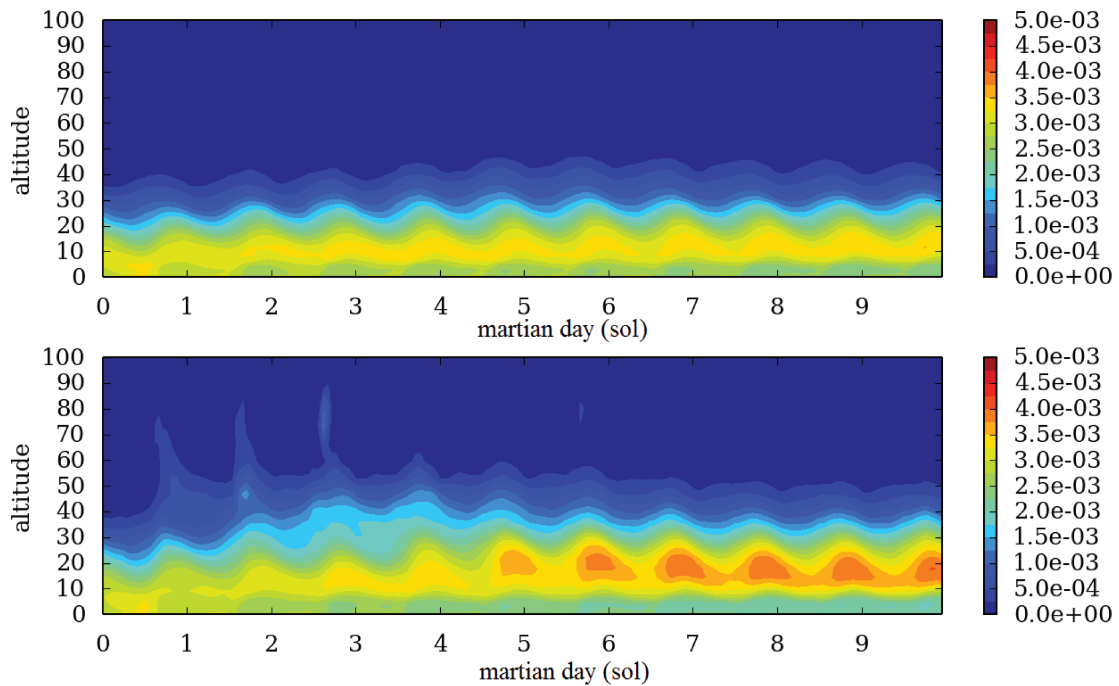 100
90
80
70
60
50
40
30
20
10
0
altitude
0 1 2 3 4 5 6 7 8 9
martian day (sol)
5.0e-03
4.5e-03
4.0e-03
3.5e-03
3.0e-03
2.5e-03
2.0e-03
1.5e-03
1.0e-03
5.0e-04
0.0e+00
100
90
80
70
60
50
40
30
20
10
0
altitude
0 1 2 3 4 5 6 7 8 9
martian day (sol)
5.0e-03
4.5e-03
4.0e-03
3.5e-03
3.0e-03
2.5e-03
2.0e-03
1.5e-03
1.0e-03
5.0e-04
0.0e+00